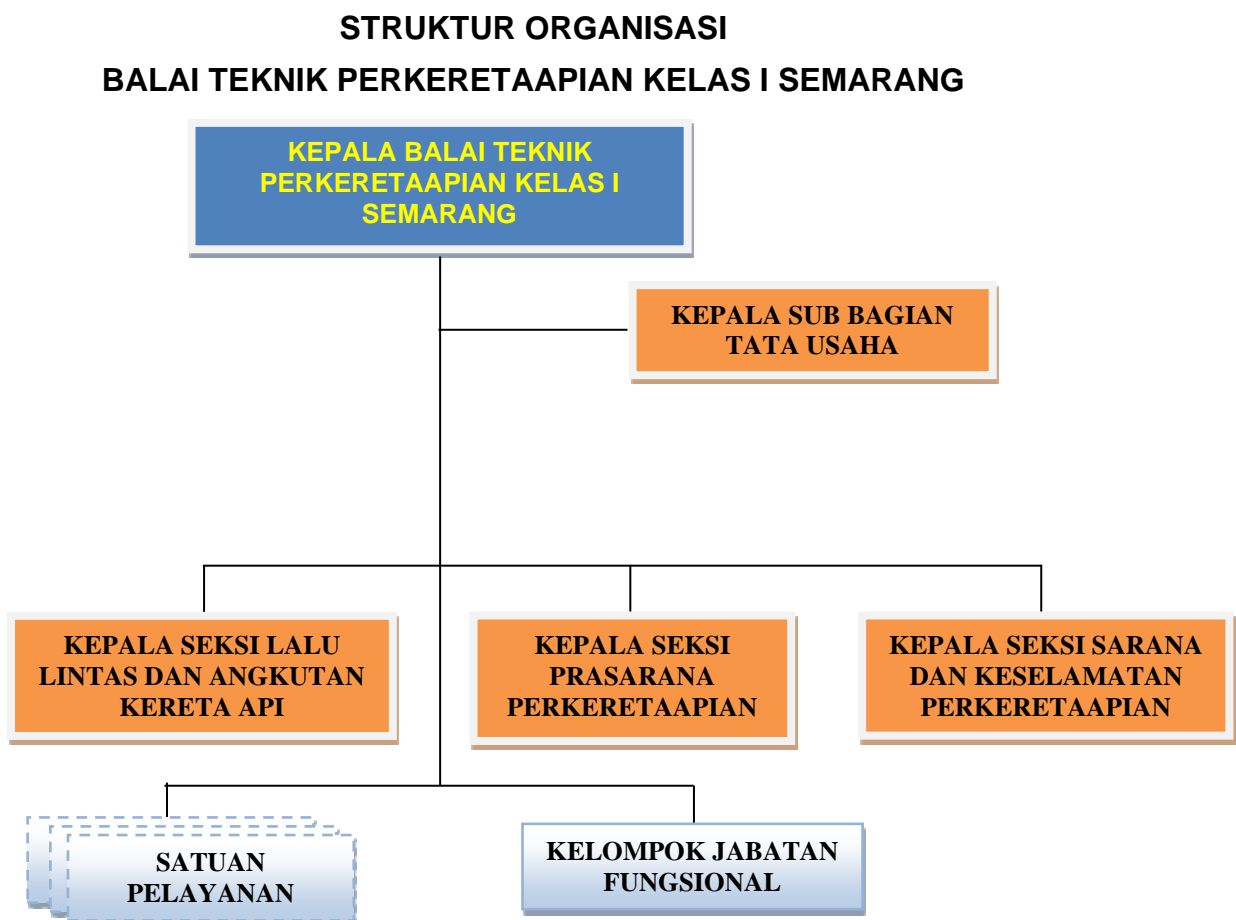 STRUKTUR ORGANISASI
BALAI TEKNIK PERKERETAAPIAN KELAS I SEMARANG
KEPALA BALAI TEKNIK
PERKERETAAPIAN KELAS I
SEMARANG
KEPALA SUB BAGIAN
TATA USAHA
KEPALA SEKSI LALU
LINTAS DAN ANGKUTAN
KERETA API
KEPALA SEKSI
PRASARANA
PERKERETAAPIAN
KEPALA SEKSI SARANA
DAN KESELAMATAN
PERKERETAAPIAN
SATUAN
PELAYANAN
KELOMPOK JABATAN
FUNGSIONAL